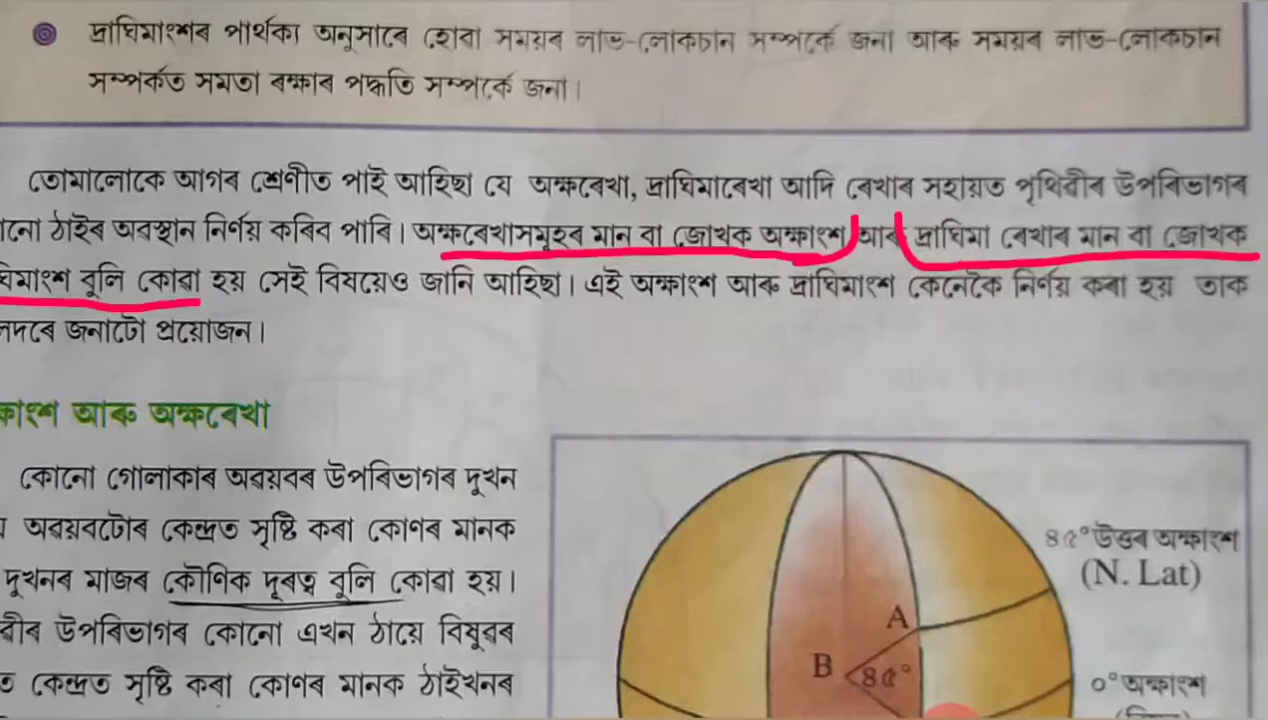 দ্ৰাঘিমাংশৰ পাৰ্থক্য অনুসাৰে হোৱা সময়ৰ লাভ-লোকচান সম্পৰ্কে জনা আৰু সময়ৰ লাভ-লোকচান
সম্পৰ্কত সমতা ৰক্ষাৰ পদ্ধতি সম্পৰ্কে জনা।
তোমালোকে আগৰ শ্ৰেণীত পাই আহিছা যে অক্ষৰেখা, দ্ৰাঘিমাৰেখা আদি ৰেখাৰ সহায়ত পৃথিৱীৰ উপৰিভাগৰ
ঠাইৰ অৱস্থান নিৰ্ণয় কৰিব পাৰি। অক্ষৰেখাসমূহৰ মান বা জোখক অক্ষাংশ আৰু দ্ৰাঘিমা ৰেখাৰ মান বা জোখক
বুলি কোৱা হয় সেই বিষয়েও জানি আহিছা। এই অক্ষাংশ আৰু দ্ৰাঘিমাংশ কেনেকৈ নিৰ্ণয় কৰা হয় তাক
জনাটো প্ৰয়োজন।
আৰু অক্ষৰেখা
কোনো গোলাকাৰ অৱয়বৰ উপৰিভাগৰ দুখন
অৱয়বটোৰ কেন্দ্ৰত সৃষ্টি কৰা কোণৰ মানক
দুখনৰ মাজৰ কৌণিক দূৰত্ব বুলি কোৱা হয়।
উপৰিভাগৰ কোনো এখন ঠায়ে বিষুৱৰ
কেন্দ্ৰত সৃষ্টি কৰা কোণৰ মানক ঠাইখনৰ
৪৫° উত্তৰ অক্ষাংশ
(N. Lat)
A
B
৪৫°
০° অক্ষাংশ